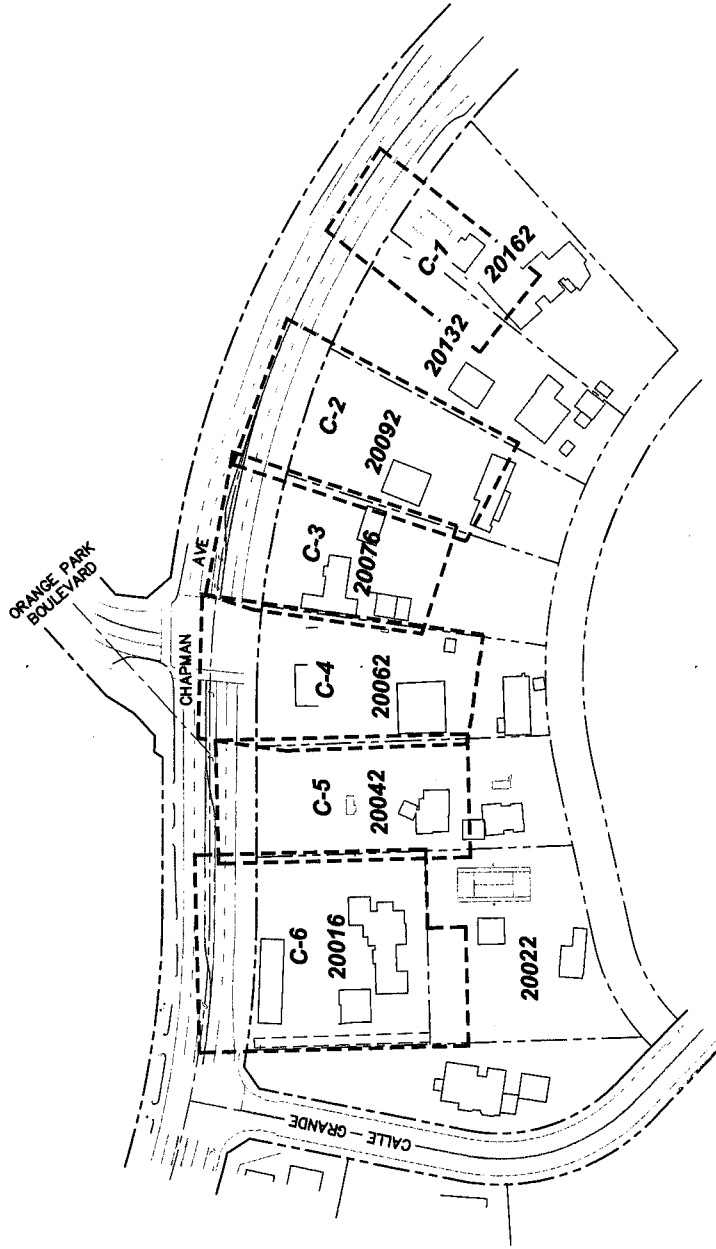 ORANGE PARK
BOULEVARD
CHAPMAN
AVE
C-1
20162
20132
C-2
20092
C-3
20076
C-4
20062
C-5
20042
C-6
20016
20022
CALLE GRANDE